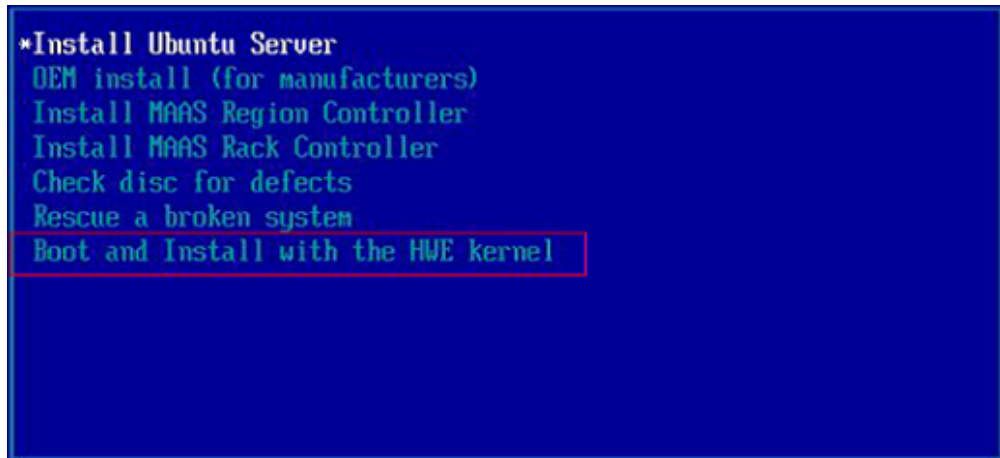 *Install Ubuntu Server
OEM install (for manufacturers)
Install MAAS Region Controller
Install MAAS Rack Controller
Check disc for defects
Rescue a broken system
Boot and Install with the HWE kernel